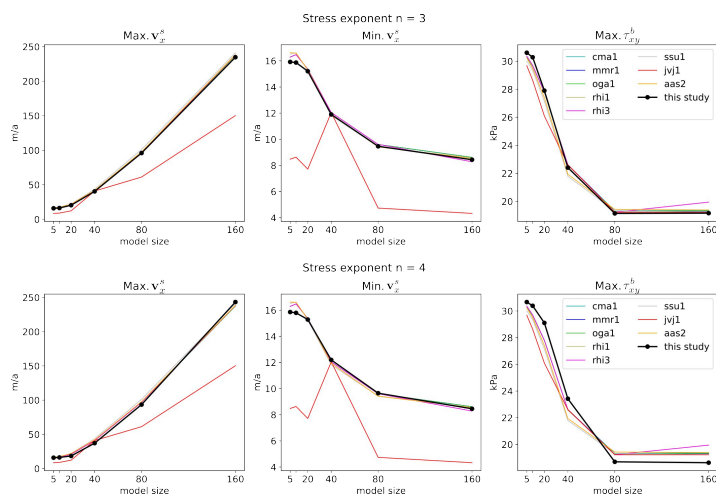 Stress exponent n = 3
Max. v_x^s
Min. v_x^s
Max. τ_xy^b
250
200
150
100
50
0
m/a
5 20 40 80 160
model size
16
14
12
10
8
6
4
m/a
5 20 40 80 160
model size
30
28
26
24
22
20
kPa
5 20 40 80 160
model size
cma1
mmr1
oga1
rhi1
rhi3
ssu1
jvj1
aas2
this study
Stress exponent n = 4
Max. v_x^s
Min. v_x^s
Max. τ_xy^b
250
200
150
100
50
0
m/a
5 20 40 80 160
model size
16
14
12
10
8
6
4
m/a
5 20 40 80 160
model size
30
28
26
24
22
20
kPa
5 20 40 80 160
model size
cma1
mmr1
oga1
rhi1
rhi3
ssu1
jvj1
aas2
this study